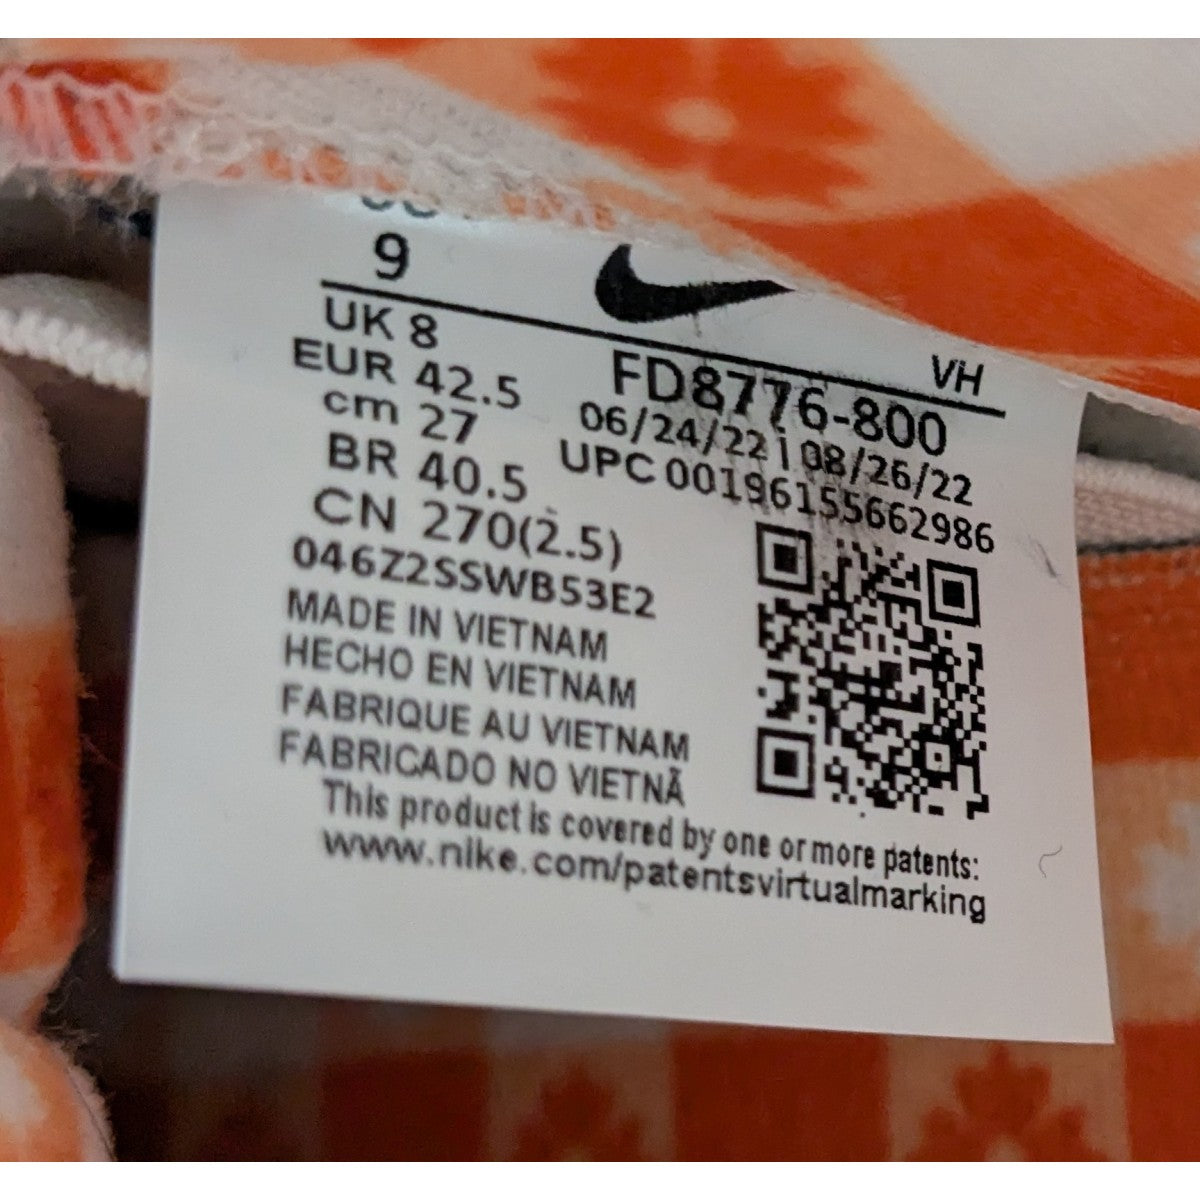 9
UK 8
VH
EUR 42.5
FD8776-800
cm 27
06/24/22 | 08/26/22
BR 40.5
UPC 00196155662986
CN 270(2.5)
046Z2SSWB53E2
MADE IN VIETNAM
HECHO EN VIETNAM
FABRIQUE AU VIETNAM
FABRICADO NO VIETNÃ
This product is covered by one or more patents:
www.nike.com/patentsvirtualmarking